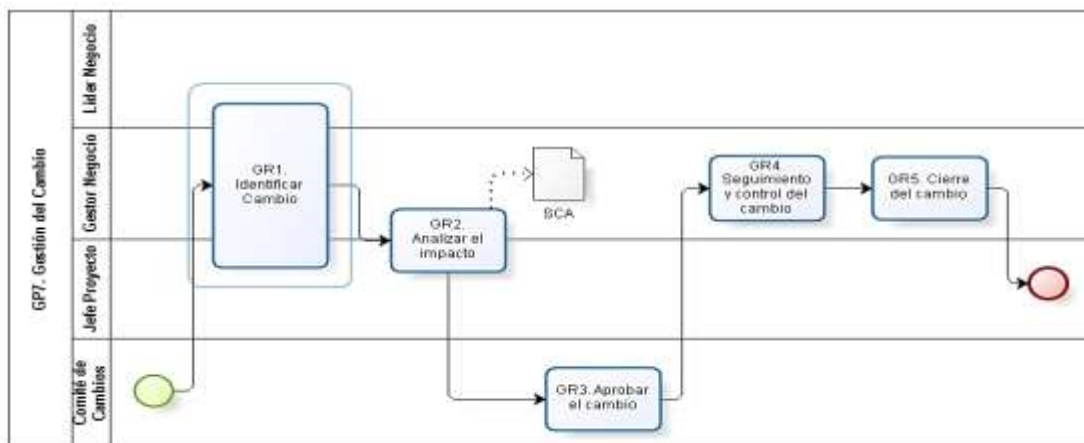 GP7. Gestión del Cambio
Líder Negocio
Gestor Negocio
Jefe Proyecto
Comité de
Cambios
GR1.
Identificar
Cambio
GR2.
Analizar el
impacto
SCA
GR3. Aprobar
el cambio
GR4
Seguimiento
y control del
cambio
GR5. Cierre
del cambio